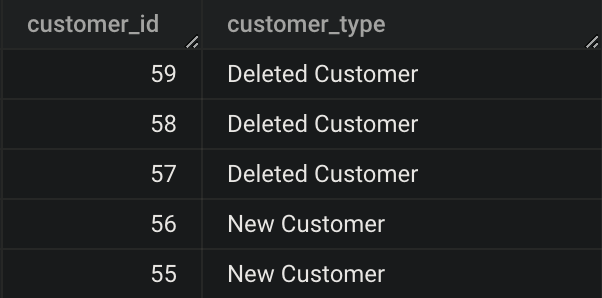 customer_id customer_type
59 Deleted Customer
58 Deleted Customer
57 Deleted Customer
56 New Customer
55 New Customer